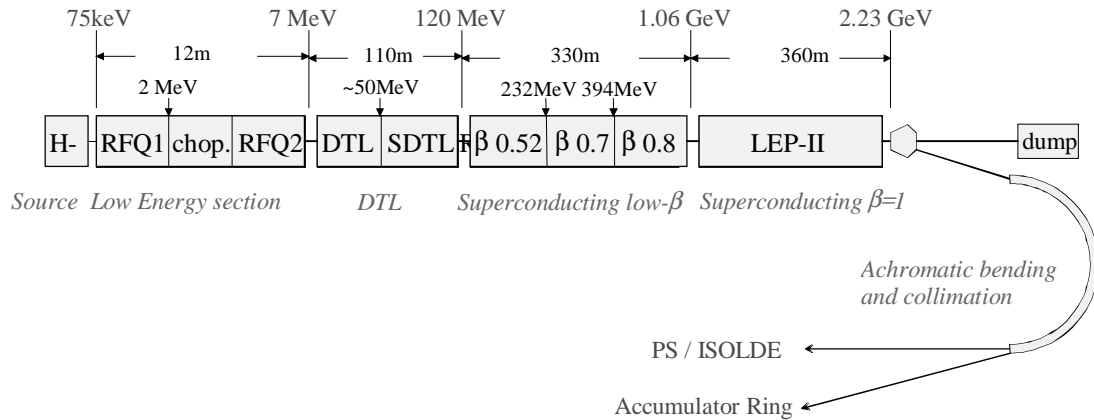 75keV 7 MeV 120 MeV 1.06 GeV 2.23 GeV
12m 110m 330m 360m
2 MeV ~50MeV 232MeV 394MeV
H- RFQ1 chop. RFQ2 DTL SDTL β 0.52 β 0.7 β 0.8 LEP-II dump
Source Low Energy section DTL Superconducting low-β Superconducting β=1
Achromatic bending
and collimation
PS / ISOLDE
Accumulator Ring